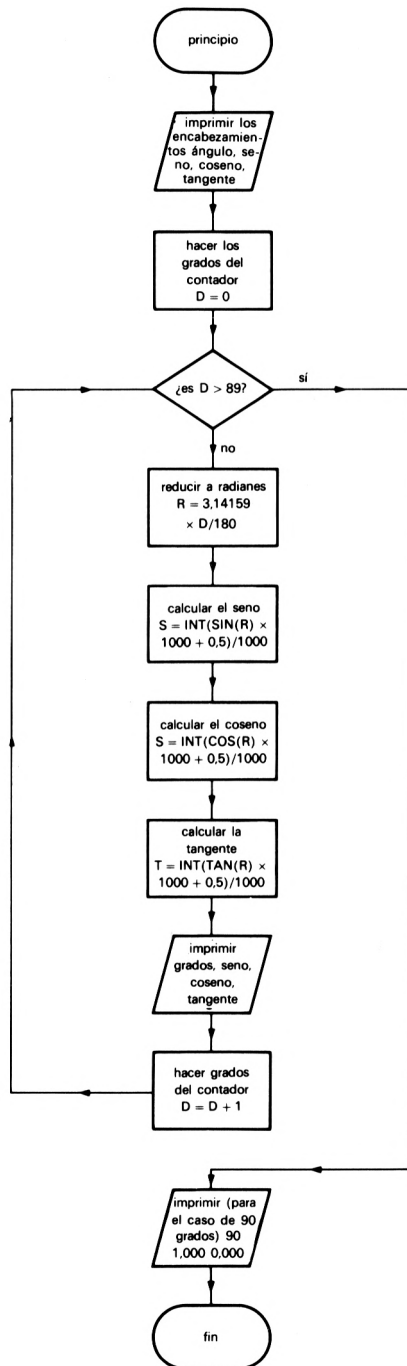 principio
imprimir los
encabezamien-
tos ángulo, se-
no, coseno,
tangente
hacer los
grados del
contador
D = 0
¿es D > 89?
sí
no
reducir a radianes
R = 3,14159
× D/180
calcular el seno
S = INT(SIN(R) ×
1000 + 0,5)/1000
calcular el coseno
S = INT(COS(R) ×
1000 + 0,5)/1000
calcular la
tangente
T = INT(TAN(R) ×
1000 + 0,5)/1000
imprimir
grados, seno,
coseno,
tangente
hacer grados
del contador
D = D + 1
imprimir (para
el caso de 90
grados) 90
1,000 0,000
fin